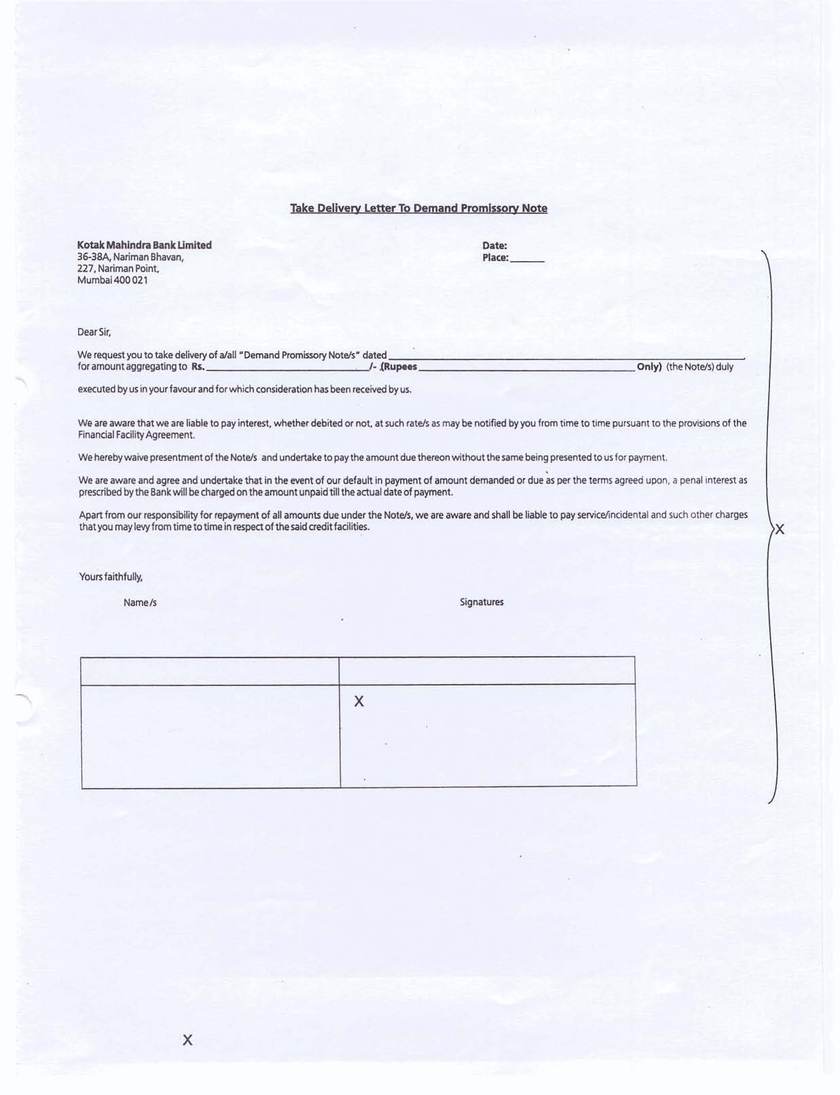 Take Delivery Letter To Demand Promissory Note
Kotak Mahindra Bank Limited
36-38A, Nariman Bhavan,
227, Nariman Point,
Mumbai 400 021
Date:
Place:______
Dear Sir,
We request you to take delivery of a/all "Demand Promissory Note/s" dated ______
for amount aggregating to Rs.______/- (Rupees ______ Only) (the Note/s) duly
executed by us in your favour and for which consideration has been received by us.
We are aware that we are liable to pay interest, whether debited or not, at such rate/s as may be notified by you from time to time pursuant to the provisions of the
Financial Facility Agreement.
We hereby waive presentment of the Note/s and undertake to pay the amount due thereon without the same being presented to us for payment.
We are aware and agree and undertake that in the event of our default in payment of amount demanded or due as per the terms agreed upon, a penal interest as
prescribed by the Bank will be charged on the amount unpaid till the actual date of payment.
Apart from our responsibility for repayment of all amounts due under the Note/s, we are aware and shall be liable to pay service/incidental and such other charges
that you may levy from time to time in respect of the said credit facilities.
X
Yours faithfully,
Name/s Signatures
X
X